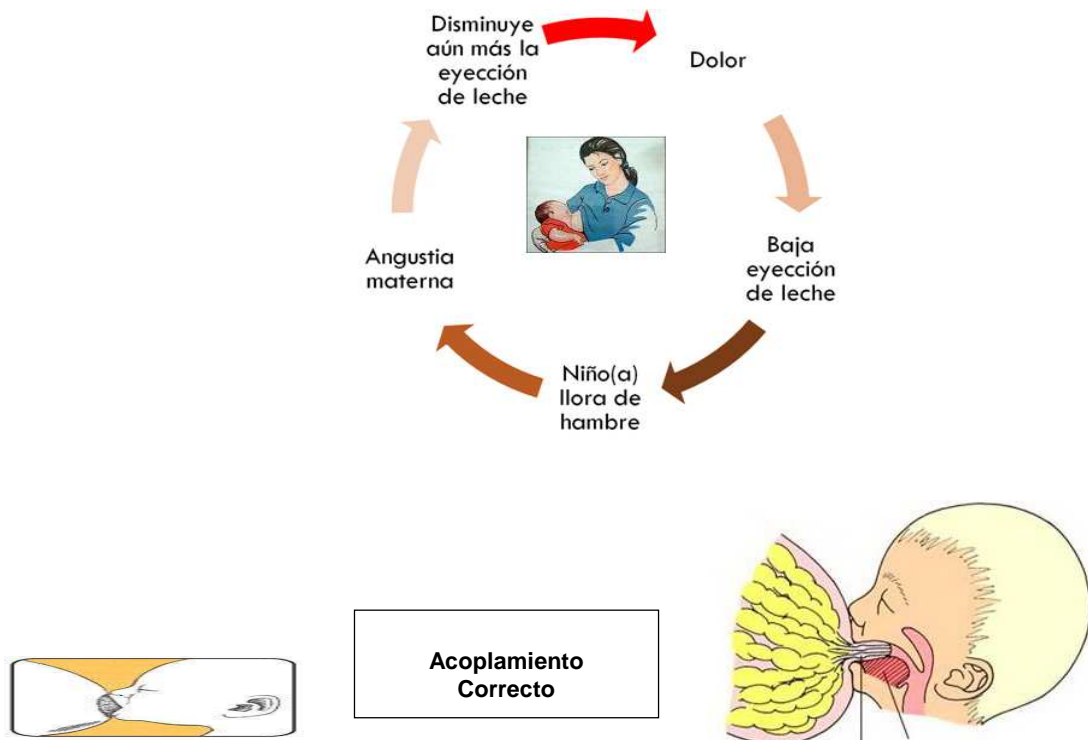 Disminuye
aún más la
eyección
de leche
Dolor
Baja
eyección
de leche
Niño(a)
llora de
hambre
Angustia
materna
Acoplamiento
Correcto